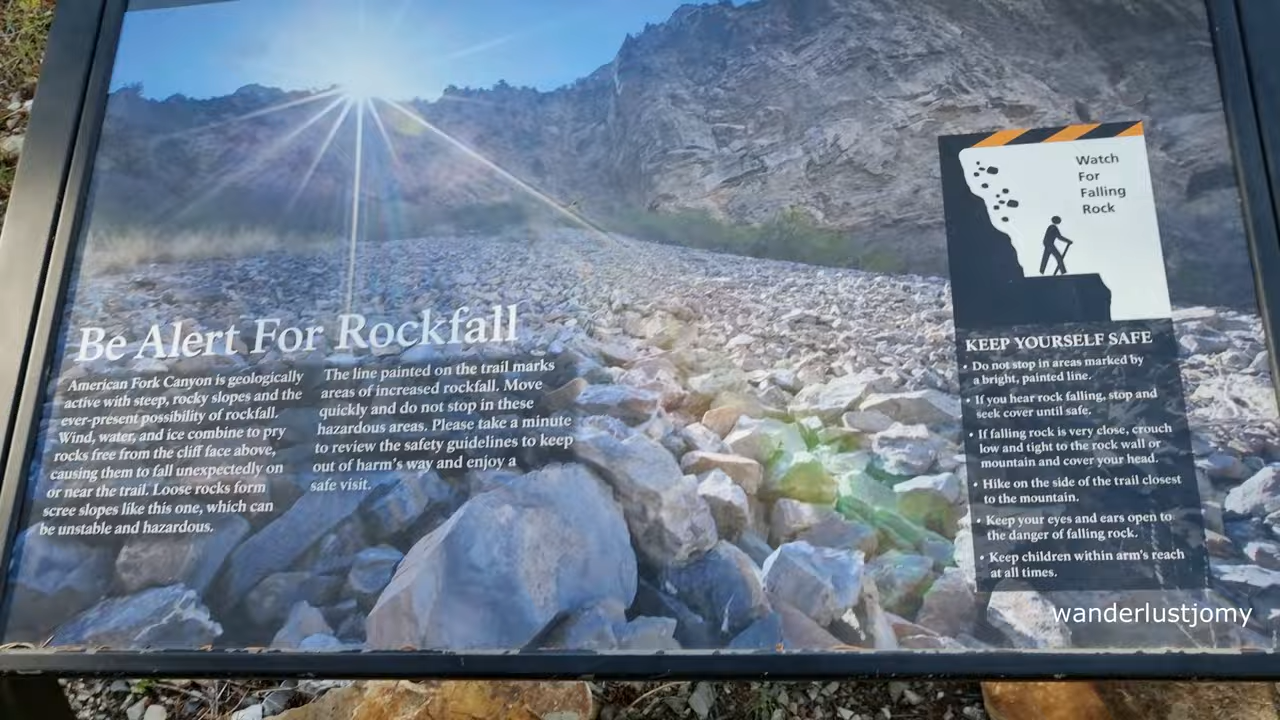 Be Alert For Rockfall
American Fork Canyon is geologically
active with steep, rocky slopes and the
ever-present possibility of rockfall.
Wind, water, and ice combine to pry
rocks free from the cliff face above,
causing them to fall unexpectedly on
or near the trail. Loose rocks form
scree slopes like this one, which can
be unstable and hazardous.
The line painted on the trail marks
areas of increased rockfall. Move
quickly and do not stop in these
hazardous areas. Please take a minute
to review the safety guidelines to keep
out of harm's way and enjoy a
safe visit.
Watch
For
Falling
Rock
KEEP YOURSELF SAFE
• Do not stop in areas marked by
a bright, painted line.
• If you hear rock falling, stop and
seek cover until safe.
• If falling rock is very close, crouch
low and tight to the rock wall or
mountain and cover your head.
• Hike on the side of the trail closest
to the mountain.
• Keep your eyes and ears open to
the danger of falling rock.
• Keep children within arm's reach
at all times.
wanderlustjomy